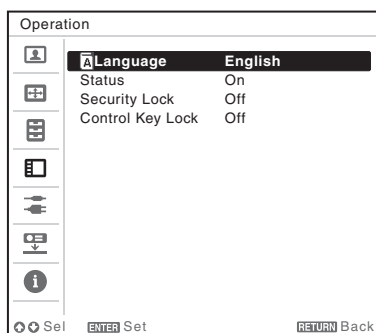 Operation
A Language English
Status On
Security Lock Off
Control Key Lock Off
Sel ENTER Set RETURN Back